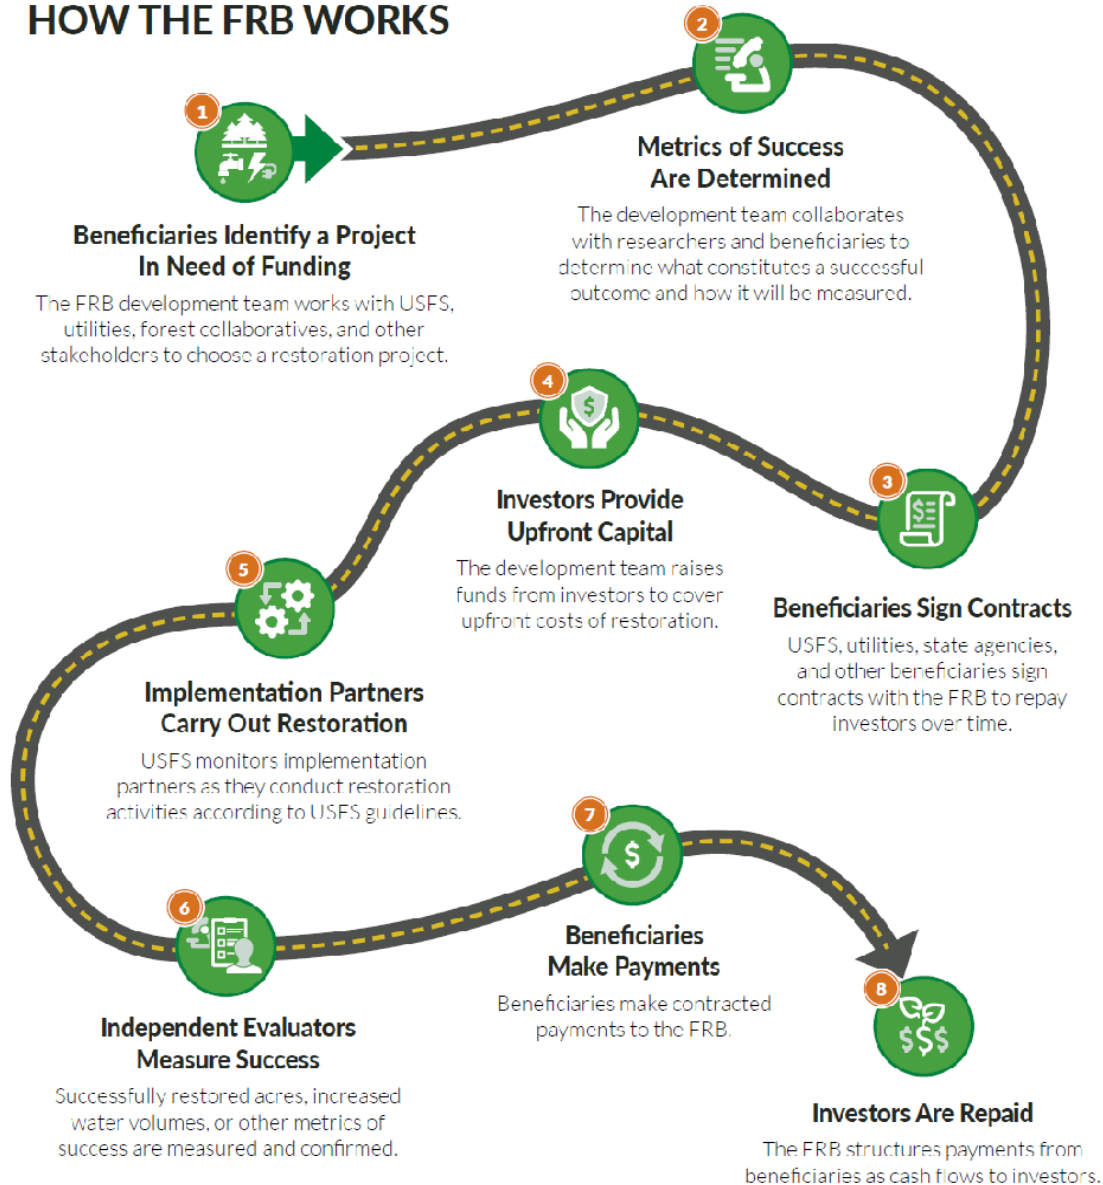 HOW THE FRB WORKS
1
Beneficiaries Identify a Project
In Need of Funding
The FRB development team works with USFS,
utilities, forest collaboratives, and other
stakeholders to choose a restoration project.
2
Metrics of Success
Are Determined
The development team collaborates
with researchers and beneficiaries to
determine what constitutes a successful
outcome and how it will be measured.
3
$
Beneficiaries Sign Contracts
USFS, utilities, state agencies,
and other beneficiaries sign
contracts with the FRB to repay
investors over time.
4
$
Investors Provide
Upfront Capital
The development team raises
funds from investors to cover
upfront costs of restoration.
5
Implementation Partners
Carry Out Restoration
USFS monitors implementation
partners as they conduct restoration
activities according to USFS guidelines.
6
Independent Evaluators
Measure Success
Successfully restored acres, increased
water volumes, or other metrics of
success are measured and confirmed.
7
$
Beneficiaries
Make Payments
Beneficiaries make contracted
payments to the FRB.
8
$$$
Investors Are Repaid
The FRB structures payments from
beneficiaries as cash flows to investors.